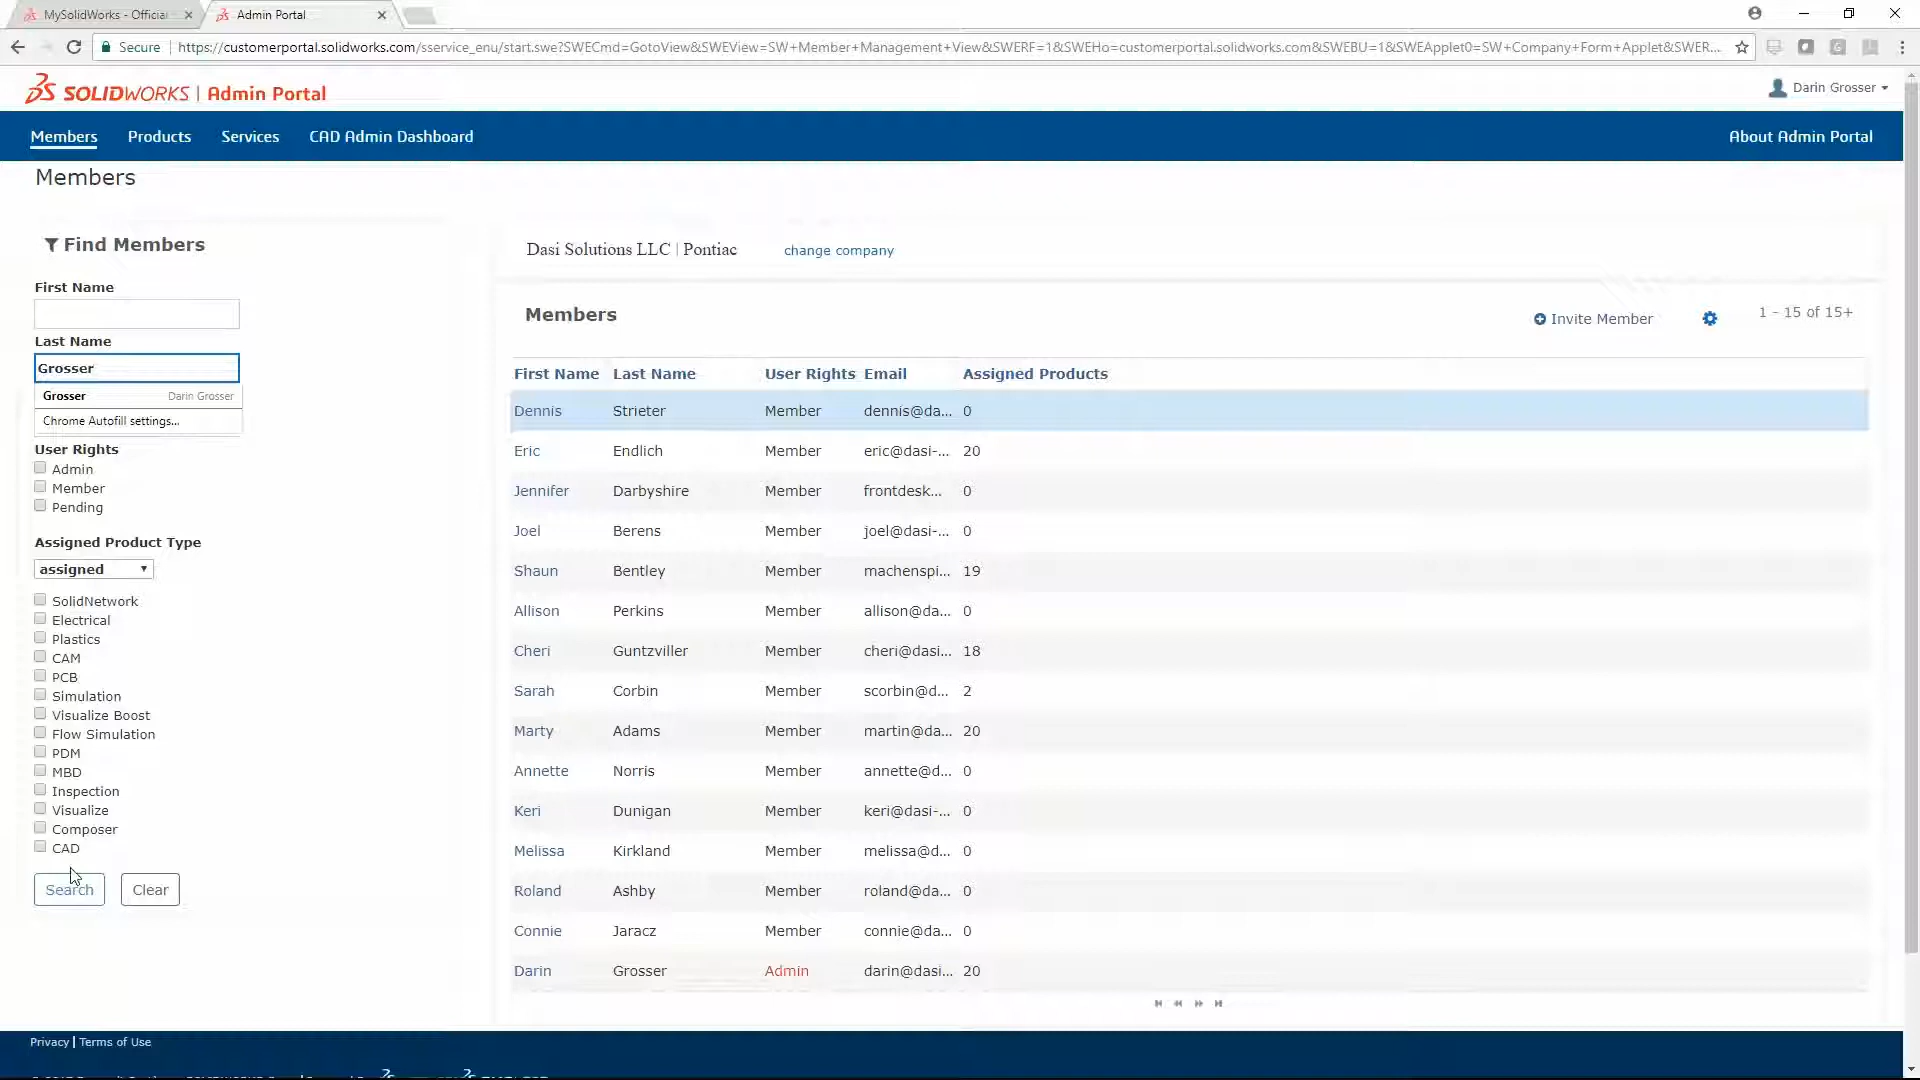 MySolidWorks - Official
Admin Portal
Secure
https://customerportal.solidworks.com/sservice_enu/start.swe?SWECmd=GotoView&SWEView=SW+Member+Management+View&SWERF=1&SWEHo=customerportal.solidworks.com&SWEBU=1&SWEApplet0=SW+Company+Form+Applet&SWER...
SOLIDWORKS | Admin Portal
Darin Grosser
Members Products Services CAD Admin Dashboard About Admin Portal
Members
Find Members
First Name
Last Name
Grosser
Grosser Darin Grosser
Chrome Autofill settings...
User Rights
Admin
Member
Pending
Assigned Product Type
assigned
SolidNetwork
Electrical
Plastics
CAM
PCB
Simulation
Visualize Boost
Flow Simulation
PDM
MBD
Inspection
Visualize
Composer
CAD
Search Clear
Dasi Solutions LLC | Pontiac change company
Members
Invite Member 1 - 15 of 15+
First Name Last Name User Rights Email Assigned Products
Dennis Strieter Member dennis@da... 0
Eric Endlich Member eric@dasi-... 20
Jennifer Darbyshire Member frontdesk... 0
Joel Berens Member joel@dasi-... 0
Shaun Bentley Member machenspi... 19
Allison Perkins Member allison@da... 0
Cheri Guntzviller Member cheri@dasi... 18
Sarah Corbin Member scorbin@d... 2
Marty Adams Member martin@da... 20
Annette Norris Member annette@d... 0
Keri Dunigan Member keri@dasi-... 0
Melissa Kirkland Member melissa@d... 0
Roland Ashby Member roland@da... 0
Connie Jaracz Member connie@da... 0
Darin Grosser Admin darin@dasi... 20
Privacy | Terms of Use